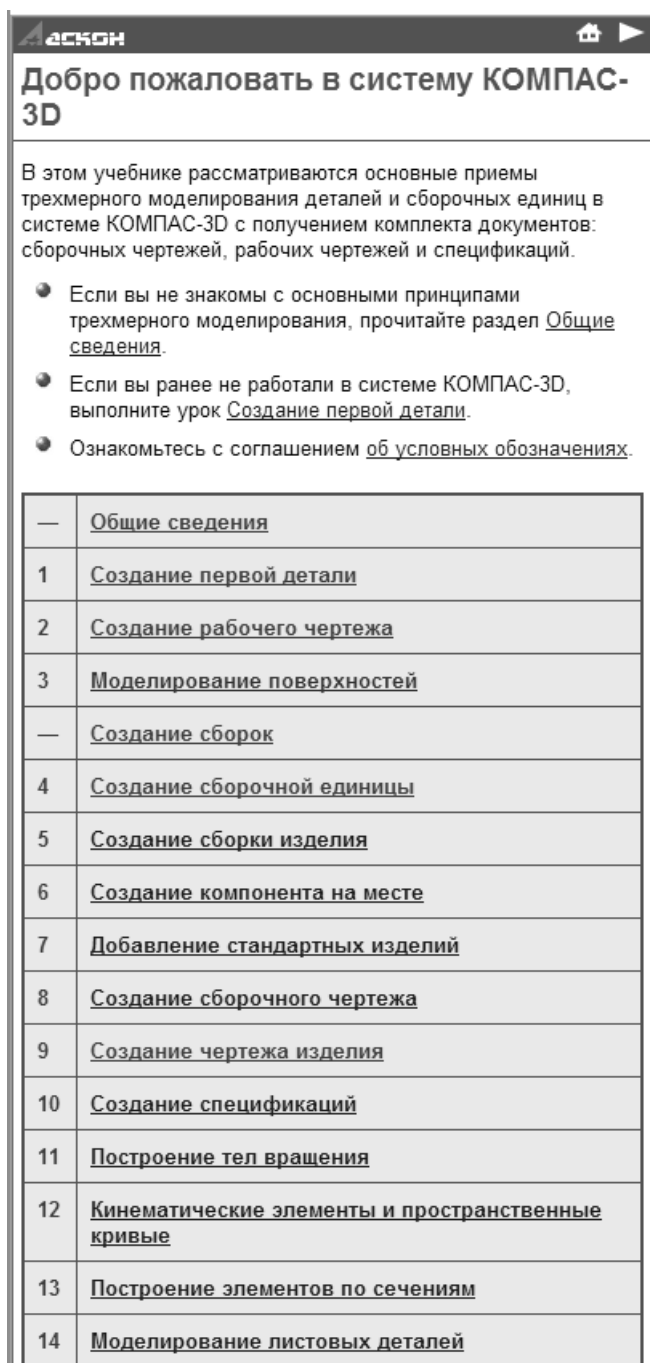 аскон
Добро пожаловать в систему КОМПАС-
3D
В этом учебнике рассматриваются основные приемы
трехмерного моделирования деталей и сборочных единиц в
системе КОМПАС-3D с получением комплекта документов:
сборочных чертежей, рабочих чертежей и спецификаций.
Если вы не знакомы с основными принципами
трехмерного моделирования, прочитайте раздел Общие
сведения.
Если вы ранее не работали в системе КОМПАС-3D,
выполните урок Создание первой детали.
Ознакомьтесь с соглашением об условных обозначениях.
— Общие сведения
1 Создание первой детали
2 Создание рабочего чертежа
3 Моделирование поверхностей
— Создание сборок
4 Создание сборочной единицы
5 Создание сборки изделия
6 Создание компонента на месте
7 Добавление стандартных изделий
8 Создание сборочного чертежа
9 Создание чертежа изделия
10 Создание спецификаций
11 Построение тел вращения
12 Кинематические элементы и пространственные
кривые
13 Построение элементов по сечениям
14 Моделирование листовых деталей